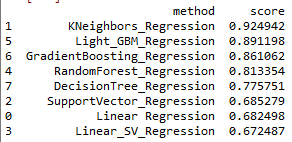 method score
1 KNeighbors_Regression 0.924942
5 Light_GBM_Regression 0.891198
6 GradientBoosting_Regression 0.861062
4 RandomForest_Regression 0.813354
7 DecisionTree_Regression 0.775751
2 SupportVector_Regression 0.685279
0 Linear Regression 0.682498
3 Linear_SV_Regression 0.672487